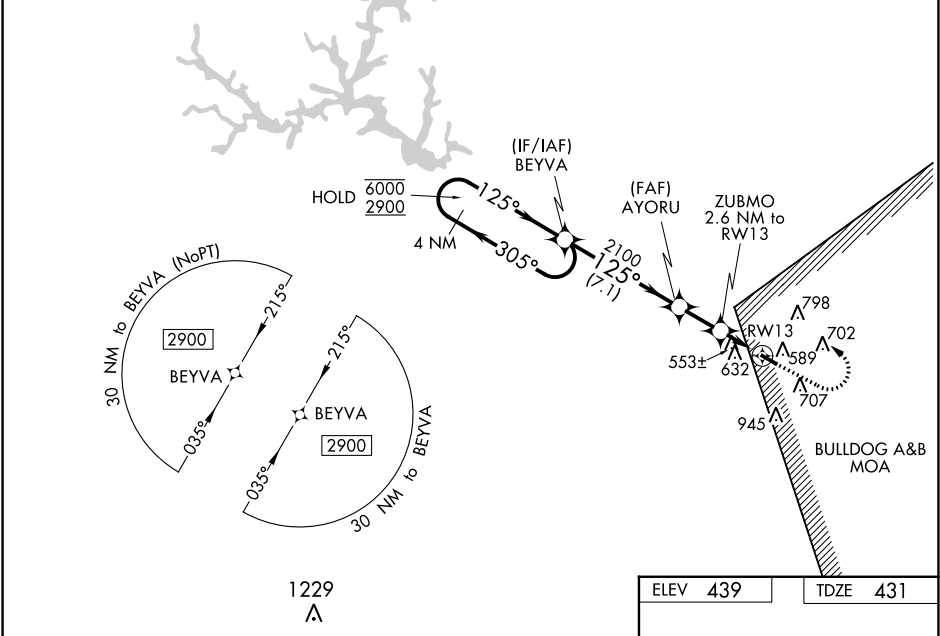 (IF/IAF)
BEYVA
(FAF)
AYORU
ZUBMO
2.6 NM to
RW13
HOLD
6000
2900
125°
4 NM
305°
2100
125°
(7.1)
798
RW13
702
589
553±
632
707
945
BULLDOG A&B
MOA
30 NM to BEYVA (NoPT)
215°
2900
BEYVA
035°
215°
BEYVA
2900
035°
30 NM to BEYVA
1229
ELEV 439
TDZE 431